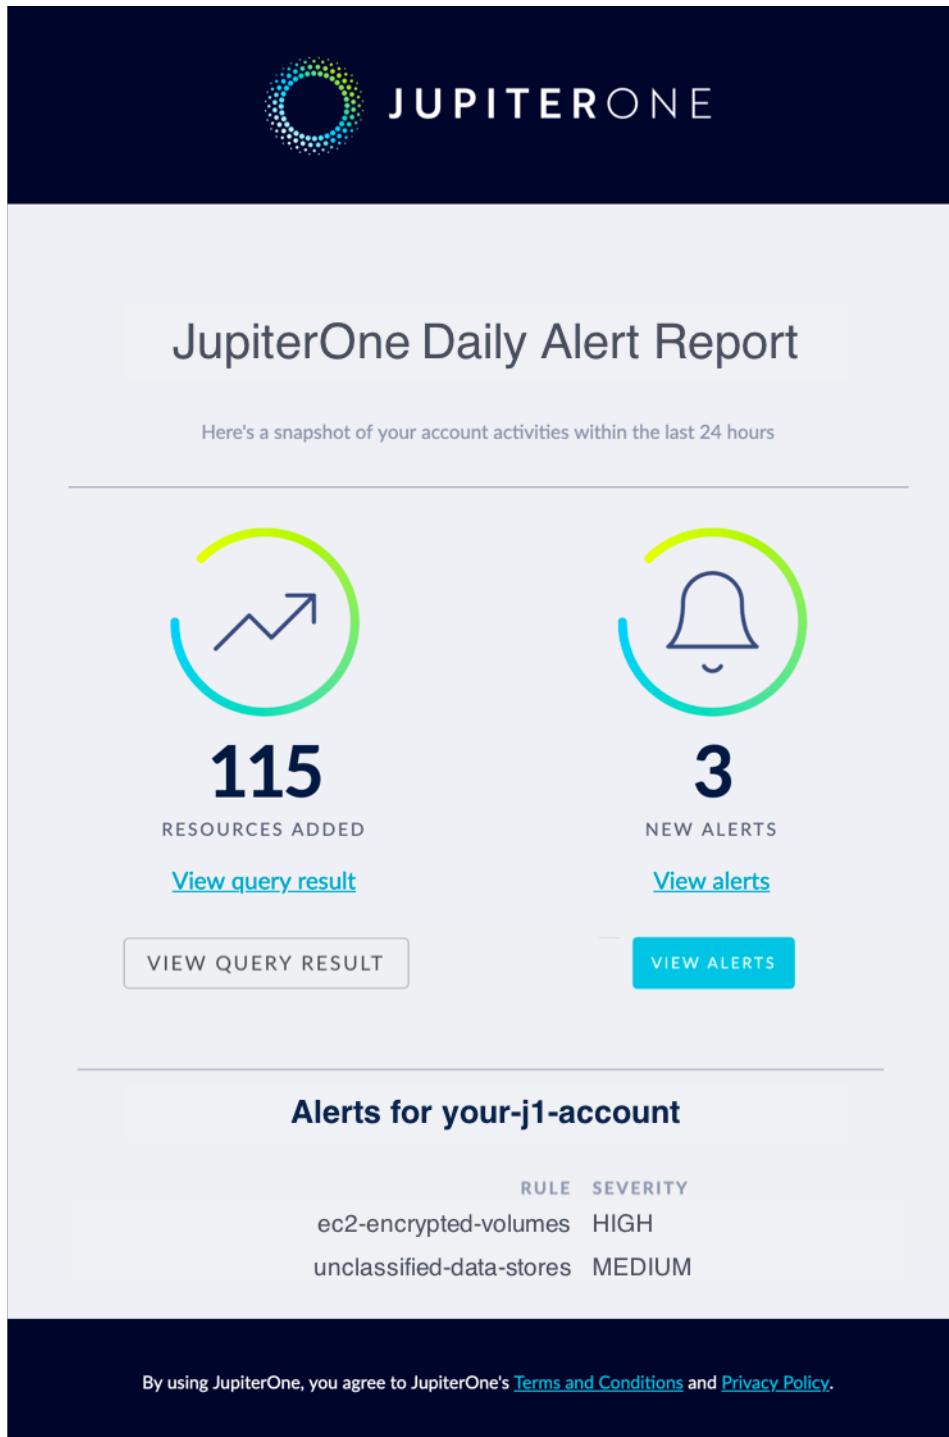 JUPITERONE
JupiterOne Daily Alert Report
Here's a snapshot of your account activities within the last 24 hours
115
RESOURCES ADDED
View query result
VIEW QUERY RESULT
3
NEW ALERTS
View alerts
VIEW ALERTS
Alerts for your-j1-account
RULE SEVERITY
ec2-encrypted-volumes HIGH
unclassified-data-stores MEDIUM
By using JupiterOne, you agree to JupiterOne's Terms and Conditions and Privacy Policy.